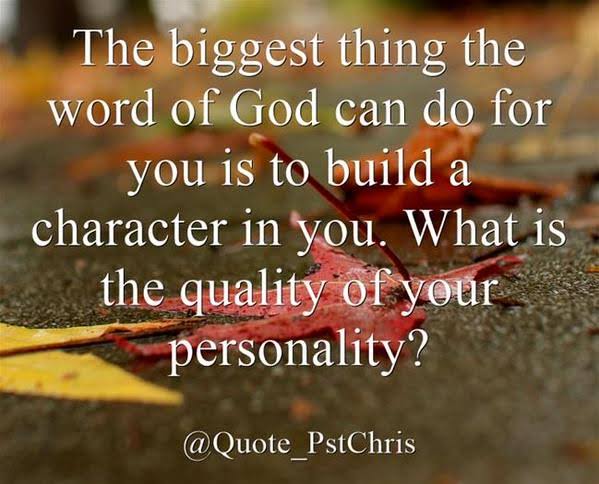 The biggest thing the
word of God can do for
you is to build a
character in you. What is
the quality of your
personality?
@Quote_PstChris